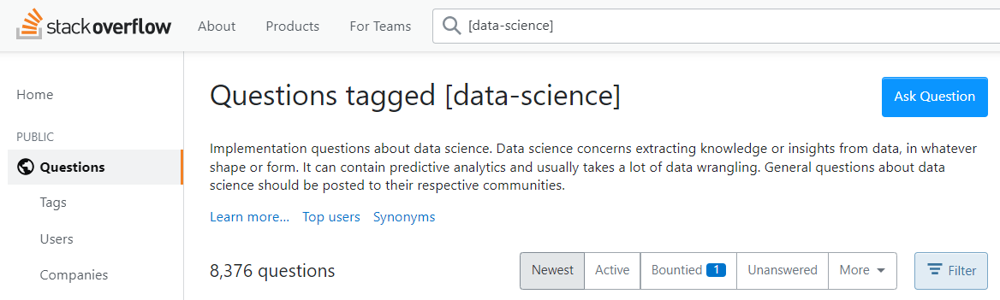 stackoverflow About Products For Teams [data-science]
Home
Questions tagged [data-science]
Ask Question
PUBLIC
Questions
Tags
Users
Companies
Implementation questions about data science. Data science concerns extracting knowledge or insights from data, in whatever
shape or form. It can contain predictive analytics and usually takes a lot of data wrangling. General questions about data
science should be posted to their respective communities.
Learn more... Top users Synonyms
8,376 questions
Newest Active Bountied 1 Unanswered More Filter